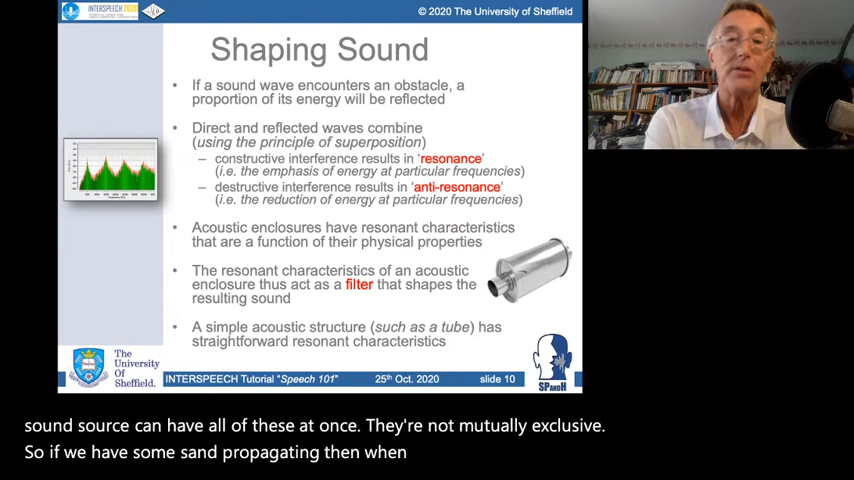 INTERSPEECH 2020
© 2020 The University of Sheffield
Shaping Sound
• If a sound wave encounters an obstacle, a
proportion of its energy will be reflected
• Direct and reflected waves combine
(using the principle of superposition)
– constructive interference results in ‘resonance’
(i.e. the emphasis of energy at particular frequencies)
– destructive interference results in ‘anti-resonance’
(i.e. the reduction of energy at particular frequencies)
• Acoustic enclosures have resonant characteristics
that are a function of their physical properties
• The resonant characteristics of an acoustic
enclosure thus act as a filter that shapes the
resulting sound
• A simple acoustic structure (such as a tube) has
straightforward resonant characteristics
The
University
Of
Sheffield.
SPandH
INTERSPEECH Tutorial "Speech 101"
25th Oct. 2020
slide 10
sound source can have all of these at once. They're not mutually exclusive.
So if we have some sand propagating then when